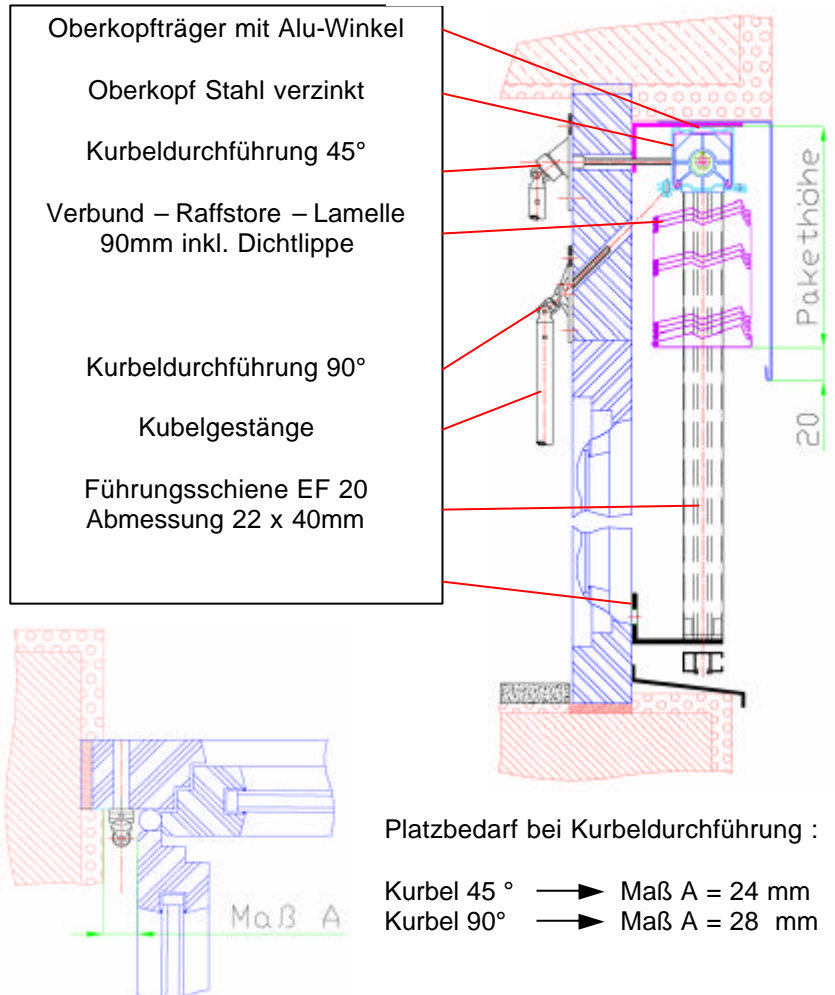 Oberkopfträger mit Alu-Winkel
Oberkopf Stahl verzinkt
Kurbeldurchführung 45°
Verbund – Raffstore – Lamelle
90mm inkl. Dichtlippe
Kurbeldurchführung 90°
Kubelgestänge
Führungsschiene EF 20
Abmessung 22 x 40mm
Pakethöhe
20
Maß A
Platzbedarf bei Kurbeldurchführung :
Kurbel 45 ° Maß A = 24 mm
Kurbel 90° Maß A = 28 mm